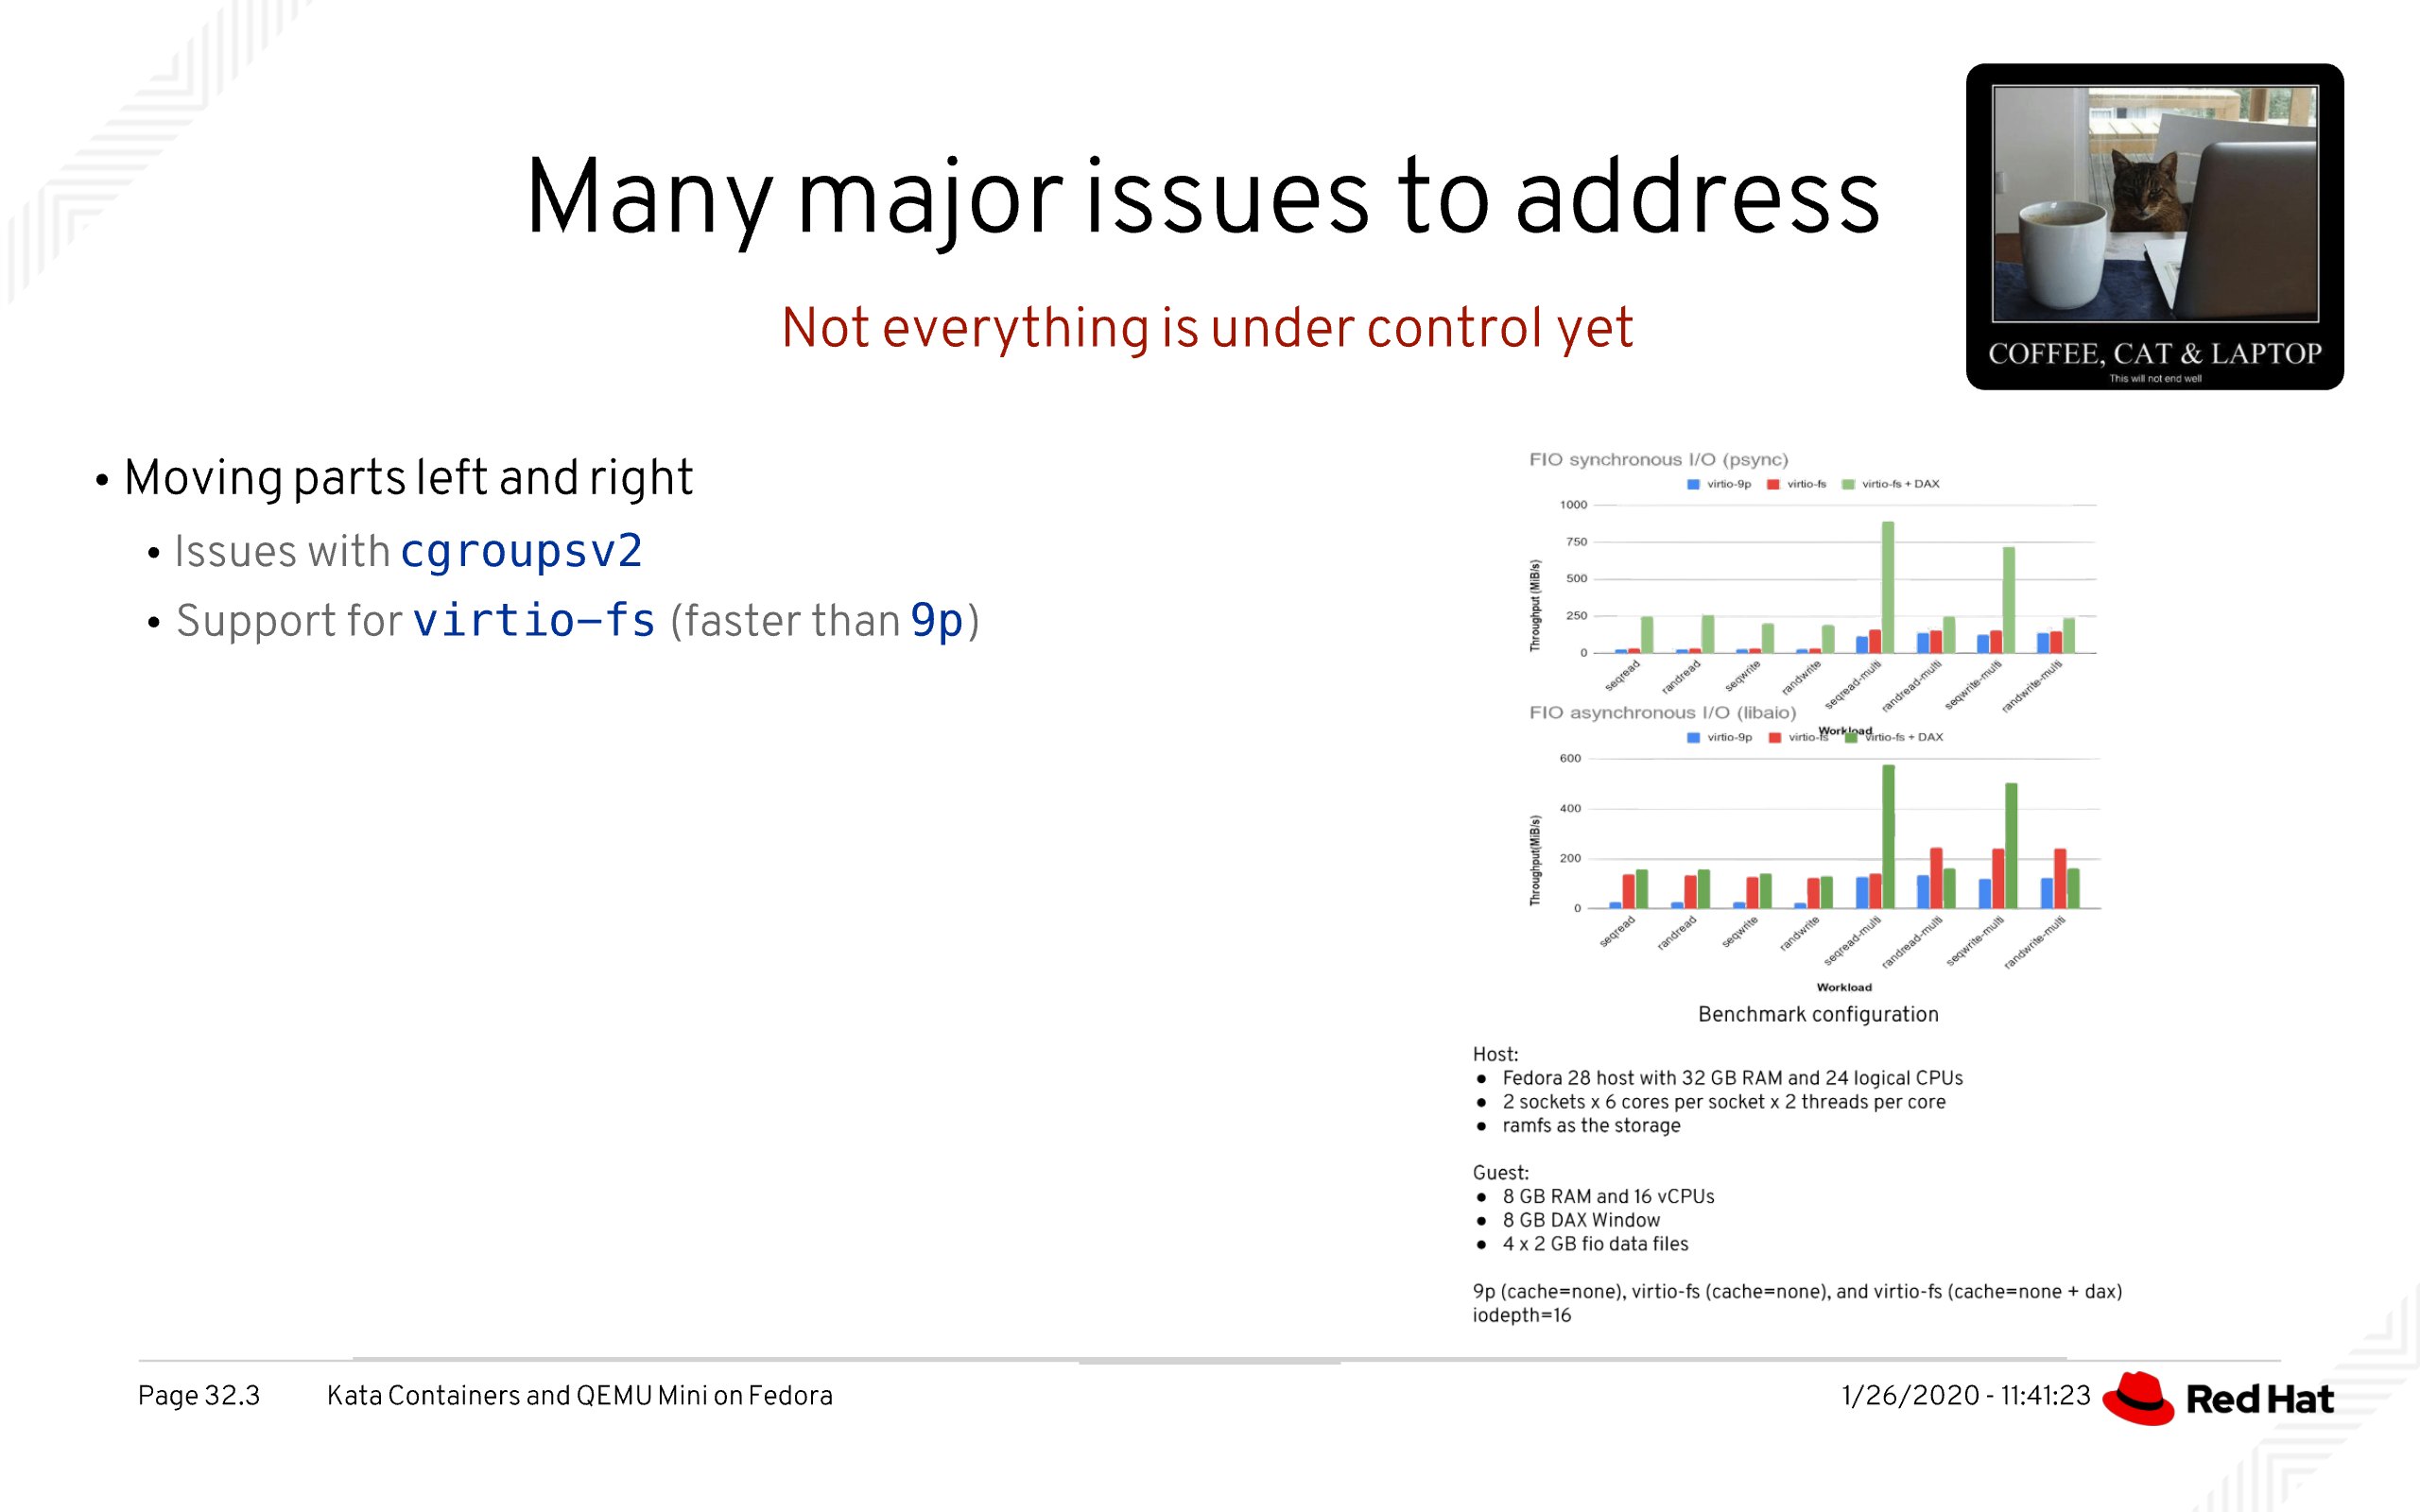 Many major issues to address
Not everything is under control yet
COFFEE, CAT & LAPTOP
This will not end well
• Moving parts left and right
• Issues with cgroupsv2
• Support for virtio-fs (faster than 9p)
FIO synchronous I/O (psync)
virtio-9p virtio-fs virtio-fs + DAX
Throughput (MiB/s)
1000
750
500
250
0
seqread randread seqwrite randwrite seqread-multi randread-multi seqwrite-multi randwrite-multi
Workload
FIO asynchronous I/O (libaio)
virtio-9p virtio-fs virtio-fs + DAX
Throughput(MiB/s)
600
400
200
0
seqread randread seqwrite randwrite seqread-multi randread-multi seqwrite-multi randwrite-multi
Workload
Benchmark configuration
Host:
● Fedora 28 host with 32 GB RAM and 24 logical CPUs
● 2 sockets x 6 cores per socket x 2 threads per core
● ramfs as the storage
Guest:
● 8 GB RAM and 16 vCPUs
● 8 GB DAX Window
● 4 x 2 GB fio data files
9p (cache=none), virtio-fs (cache=none), and virtio-fs (cache=none + dax)
iodepth=16
Page 32.3 Kata Containers and QEMU Mini on Fedora 1/26/2020 - 11:41:23 Red Hat